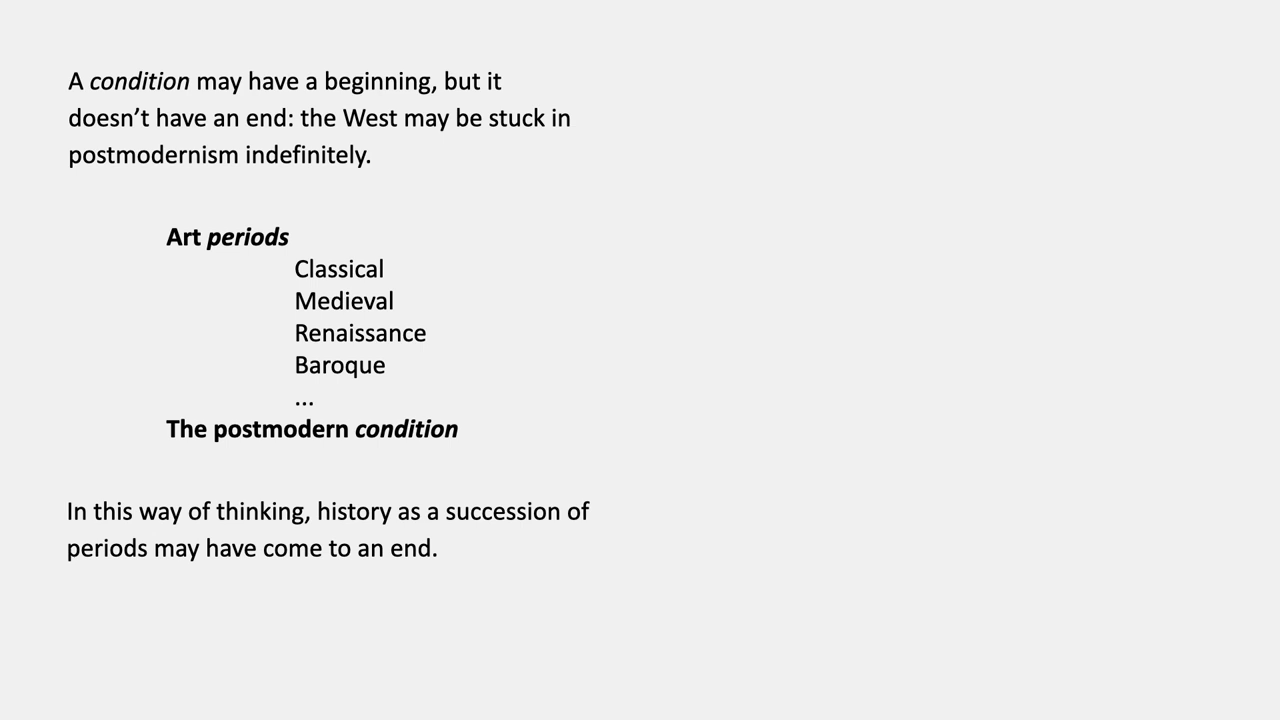 A condition may have a beginning, but it
doesn’t have an end: the West may be stuck in
postmodernism indefinitely.
Art periods
Classical
Medieval
Renaissance
Baroque
...
The postmodern condition
In this way of thinking, history as a succession of
periods may have come to an end.